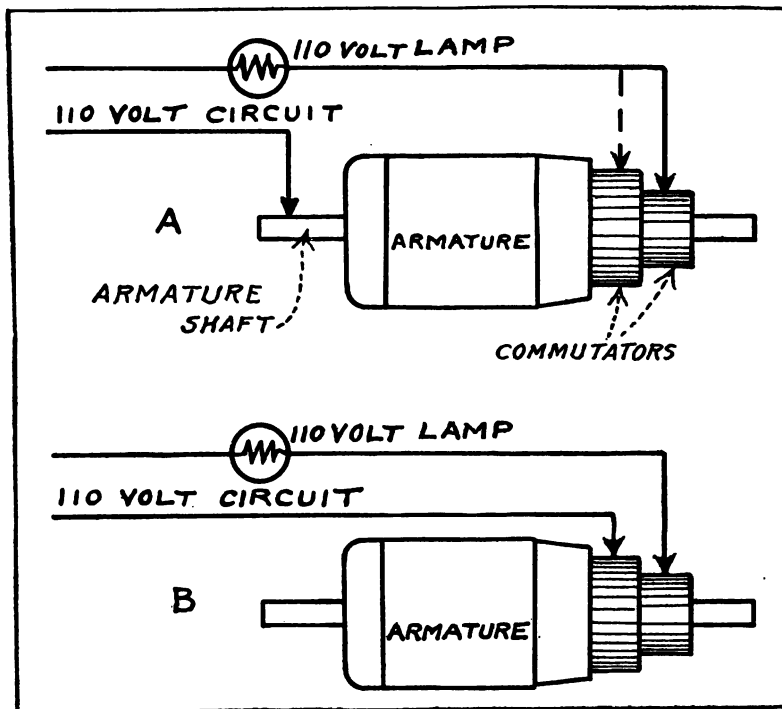 110 VOLT LAMP
110 VOLT CIRCUIT
A
ARMATURE
ARMATURE
SHAFT
COMMUTATORS
110 VOLT LAMP
110 VOLT CIRCUIT
B
ARMATURE